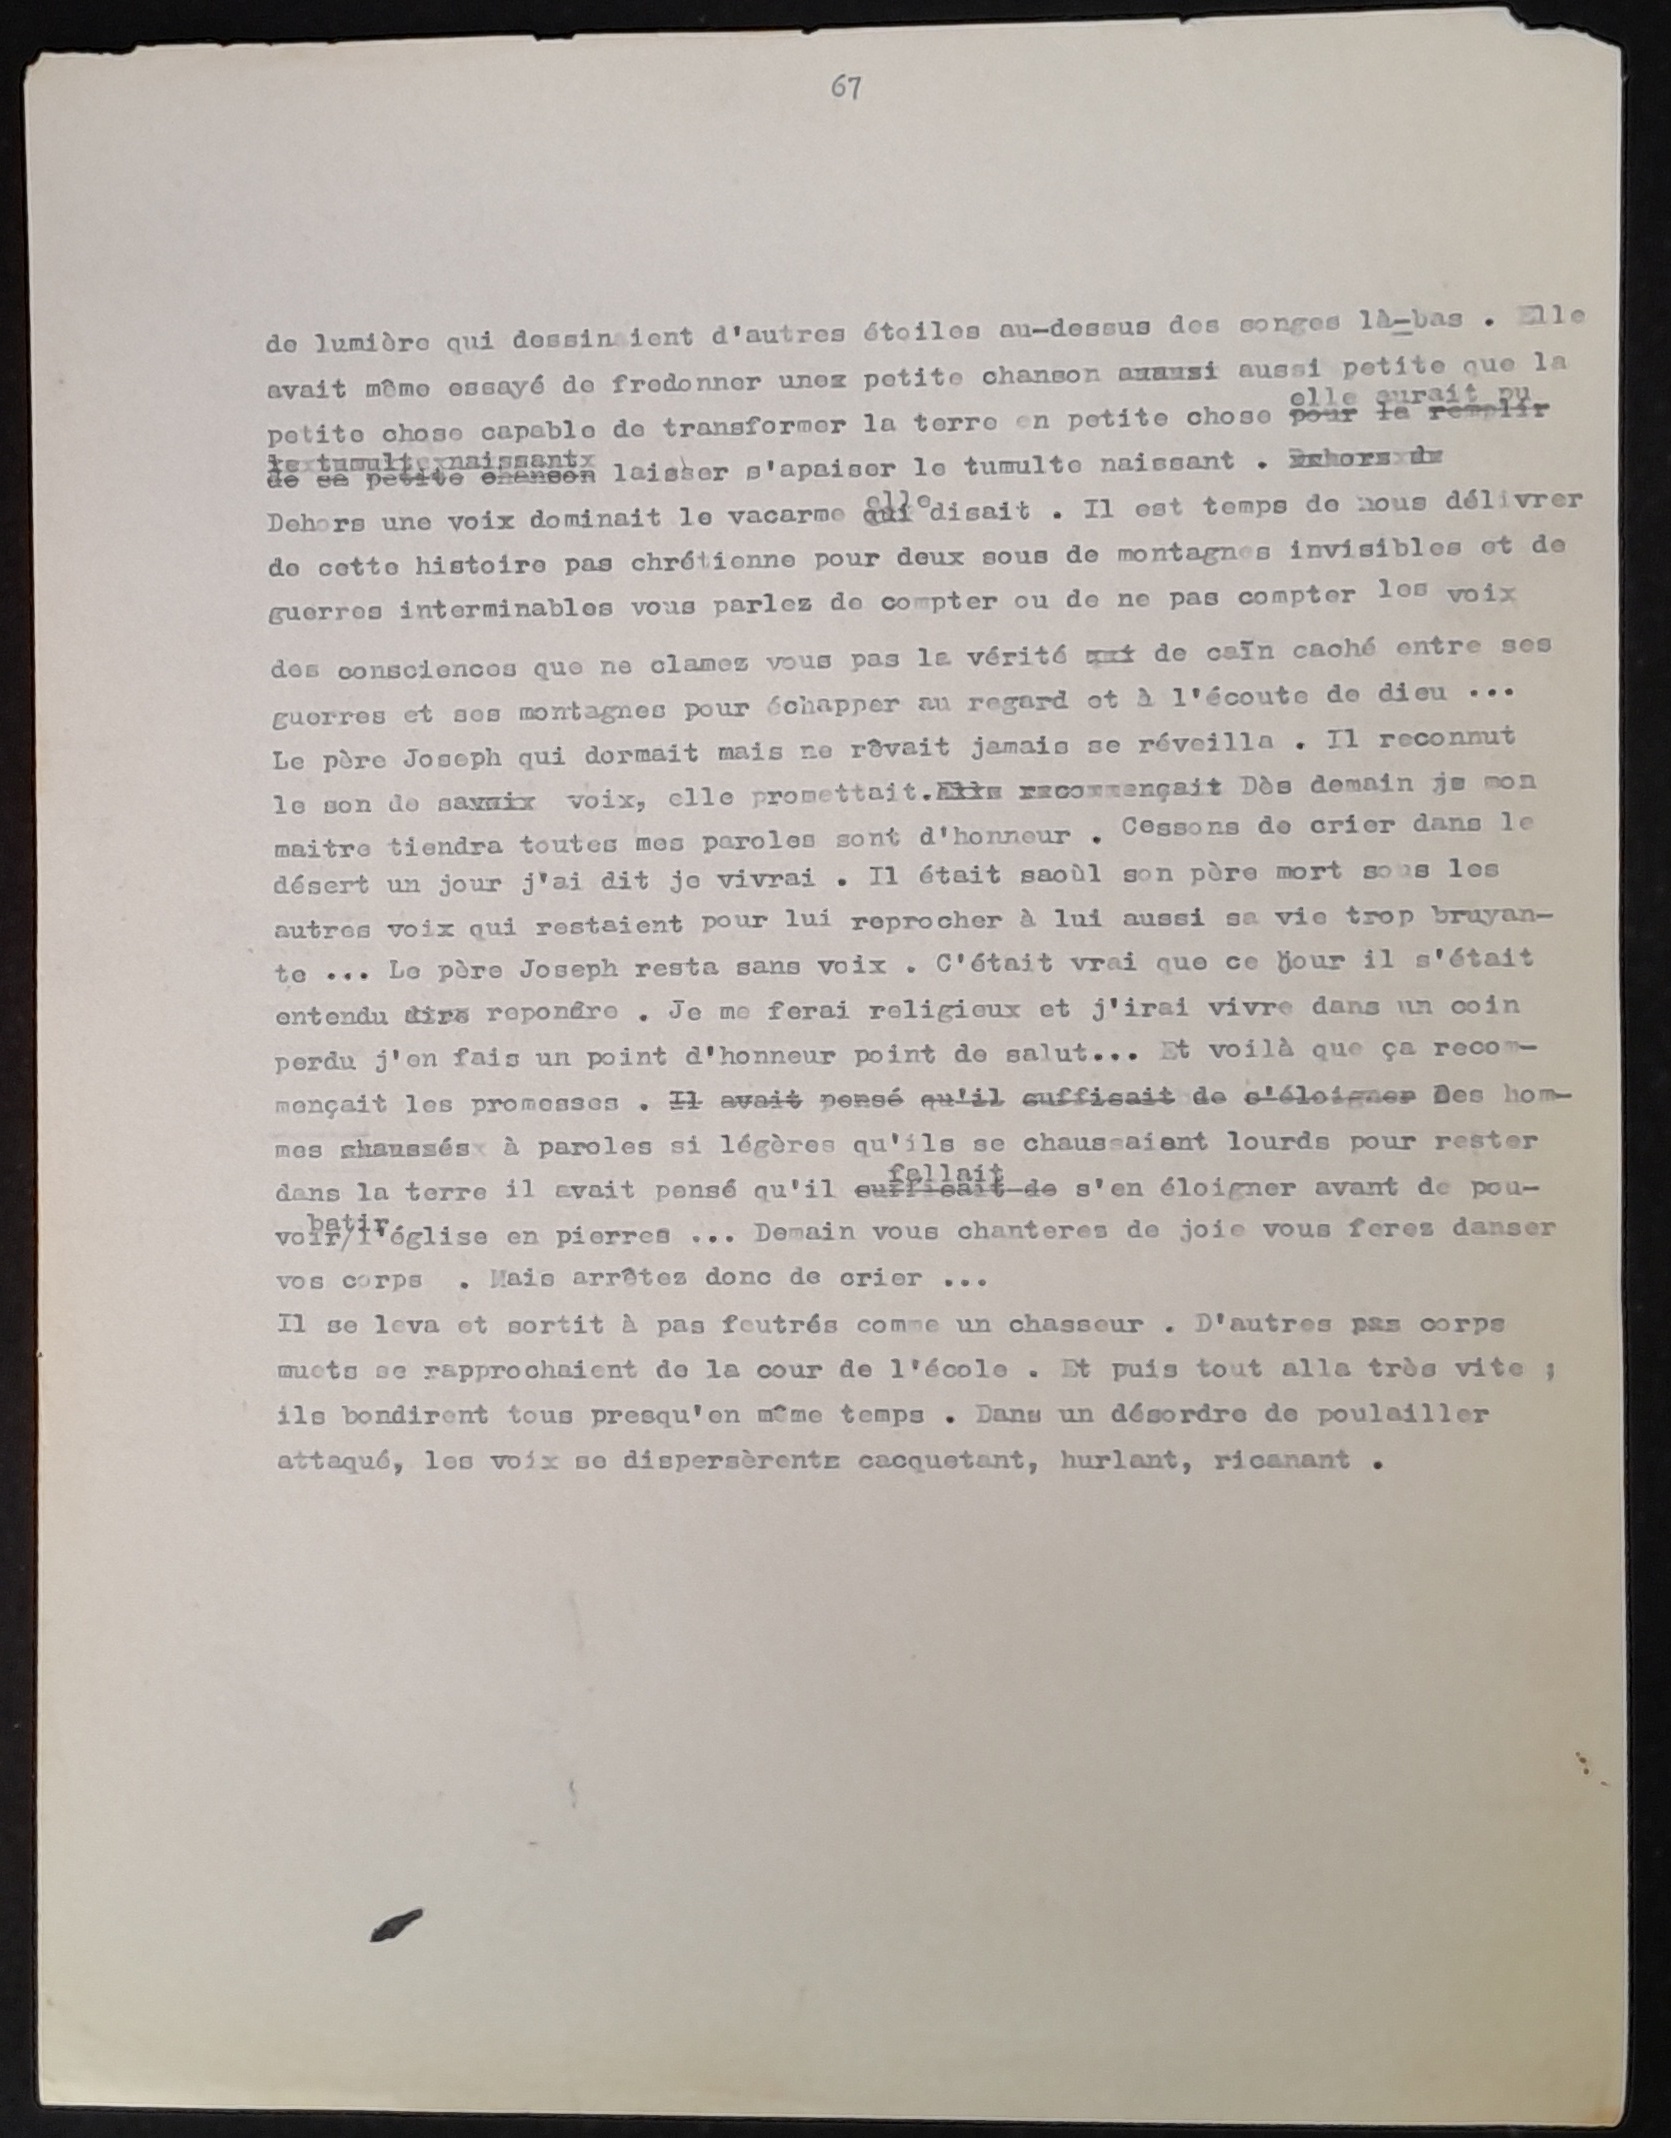 67
de lumière qui dessinaient d'autres étoiles au-dessus des songes là-bas . Elle
avait même essayé de fredonner unex petite chanson auausi aussi petite que la
elle aurait pu
petite chose capable de transformer la terre en petite chose pour la remplir
lextumultexnaissantx
de sa petite chanson laisser s'apaiser le tumulte naissant . Dehors dx
elle
Dehors une voix dominait le vacarme qui disait . Il est temps de nous délivrer
de cette histoire pas chrétienne pour deux sous de montagnes invisibles et de
guerres interminables vous parlez de compter ou de ne pas compter les voix
des consciences que ne clamez vous pas la vérité qui de caïn caché entre ses
guerres et ses montagnes pour échapper au regard et à l'écoute de dieu ...
Le père Joseph qui dormait mais ne rêvait jamais se réveilla . Il reconnut
le son de savoix voix, elle promettait. Elle recommençait Dès demain je mon
maitre tiendra toutes mes paroles sont d'honneur . Cessons de crier dans le
désert un jour j'ai dit je vivrai . Il était saoùl son père mort sous les
autres voix qui restaient pour lui reprocher à lui aussi sa vie trop bruyan-
te ... Le père Joseph resta sans voix . C'était vrai que ce jour il s'était
entendu dire repondre . Je me ferai religieux et j'irai vivre dans un coin
perdu j'en fais un point d'honneur point de salut... Et voilà que ça recom-
mençait les promesses . Il avait pensé qu'il suffisait de s'éloigner Des hom-
mes chaussésx à paroles si légères qu'ils se chaussaient lourds pour rester
fallait
dans la terre il avait pensé qu'il suffisait de s'en éloigner avant de pou-
batir
voir/l'église en pierres ... Demain vous chanteres de joie vous feres danser
vos corps . Mais arrêtes donc de crier ...
Il se leva et sortit à pas feutrés comme un chasseur . D'autres pas corps
muets se rapprochaient de la cour de l'école . Et puis tout alla très vite ;
ils bondirent tous presqu'en même temps . Dans un désordre de poulailler
attaqué, les voix se dispersèrentx cacquetant, hurlant, ricanant .